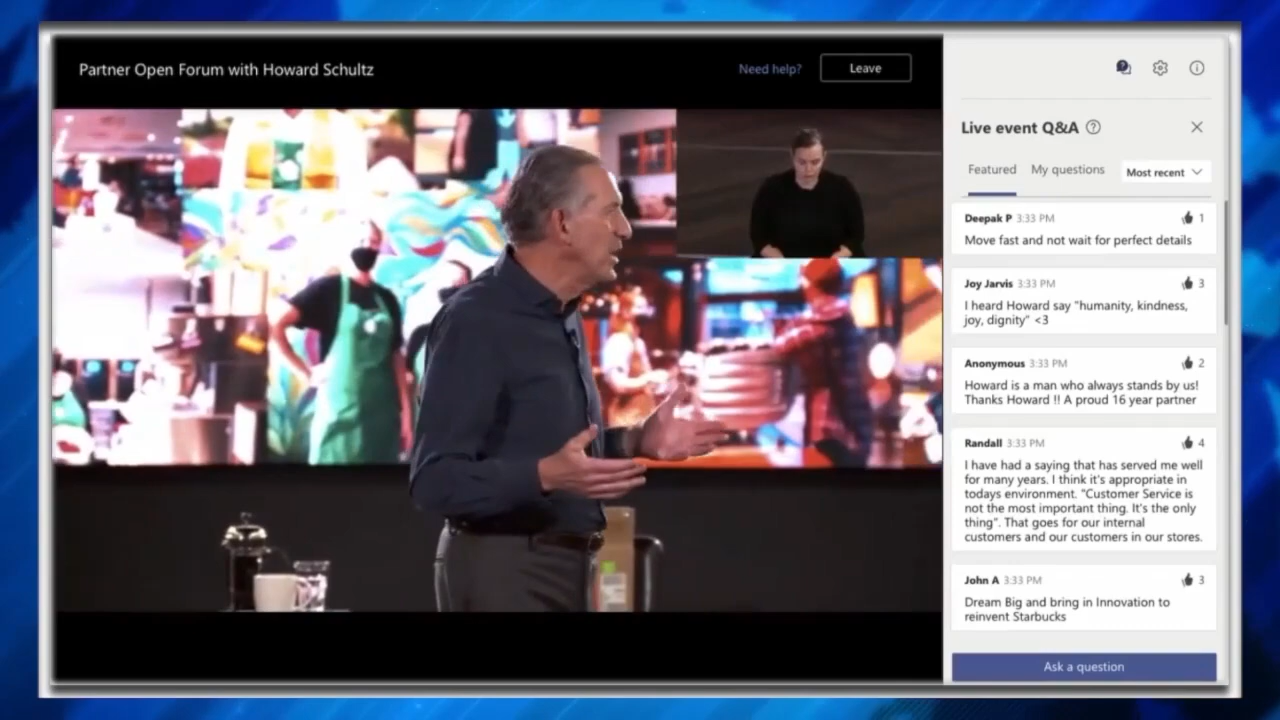 Partner Open Forum with Howard Schultz
Need help?
Leave
Live event Q&A
Featured
My questions
Most recent
Deepak P 3:33 PM
1
Move fast and not wait for perfect details
Joy Jarvis 3:33 PM
3
I heard Howard say "humanity, kindness,
joy, dignity" <3
Anonymous 3:33 PM
2
Howard is a man who always stands by us!
Thanks Howard !! A proud 16 year partner
Randall 3:33 PM
4
I have had a saying that has served me well
for many years. I think it's appropriate in
todays environment. "Customer Service is
not the most important thing. It's the only
thing". That goes for our internal
customers and our customers in our stores.
John A 3:33 PM
3
Dream Big and bring in Innovation to
reinvent Starbucks
Ask a question